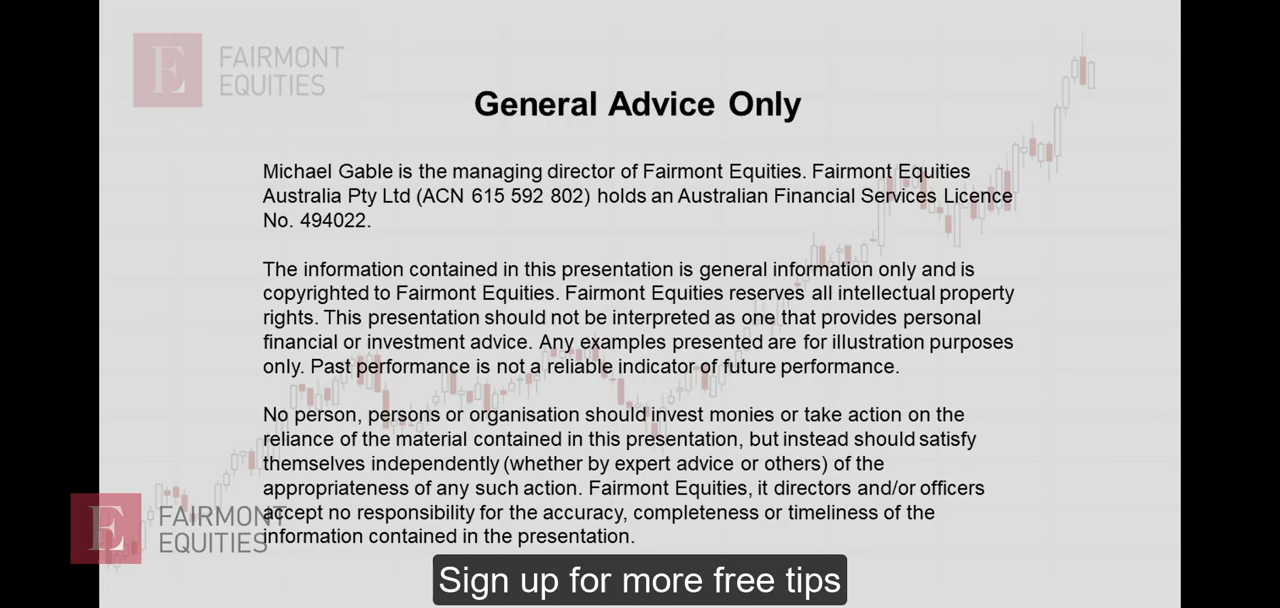 FAIRMONT
EQUITIES
General Advice Only
Michael Gable is the managing director of Fairmont Equities. Fairmont Equities
Australia Pty Ltd (ACN 615 592 802) holds an Australian Financial Services Licence
No. 494022.
The information contained in this presentation is general information only and is
copyrighted to Fairmont Equities. Fairmont Equities reserves all intellectual property
rights. This presentation should not be interpreted as one that provides personal
financial or investment advice. Any examples presented are for illustration purposes
only. Past performance is not a reliable indicator of future performance.
No person, persons or organisation should invest monies or take action on the
reliance of the material contained in this presentation, but instead should satisfy
themselves independently (whether by expert advice or others) of the
appropriateness of any such action. Fairmont Equities, it directors and/or officers
accept no responsibility for the accuracy, completeness or timeliness of the
information contained in the presentation.
E FAIRMONT
EQUITIES
Sign up for more free tips